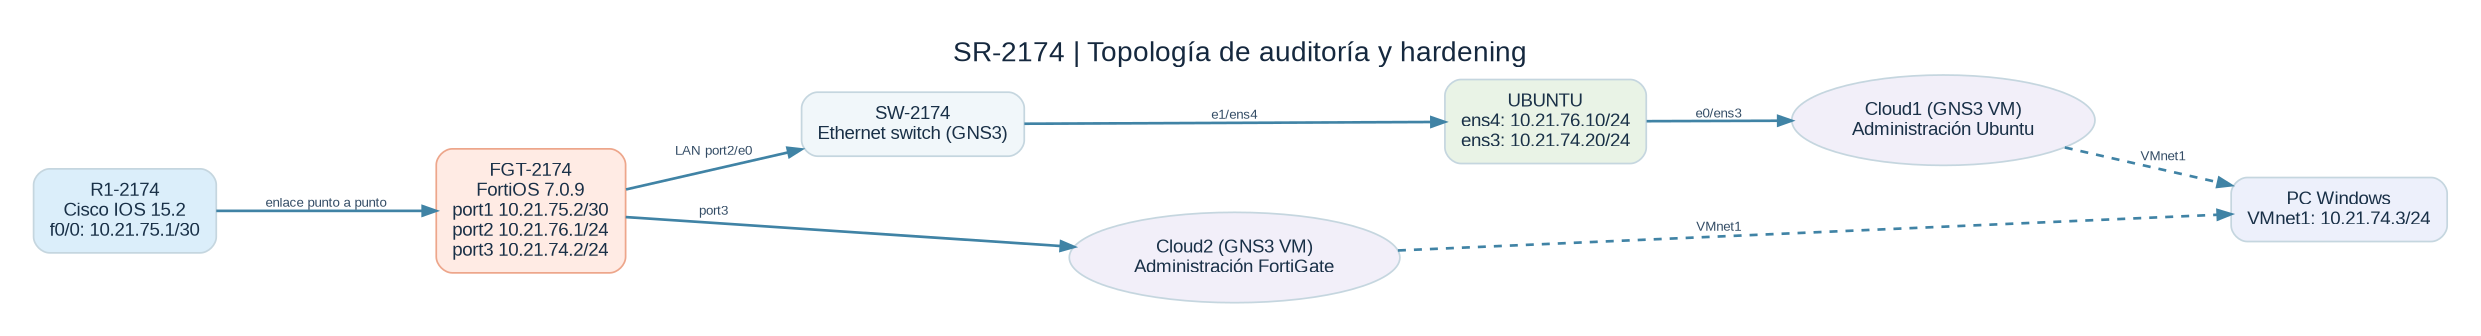 SR-2174 | Topología de auditoría y hardening
R1-2174
Cisco IOS 15.2
f0/0: 10.21.75.1/30
enlace punto a punto
FGT-2174
FortiOS 7.0.9
port1 10.21.75.2/30
port2 10.21.76.1/24
port3 10.21.74.2/24
LAN port2/e0
port3
SW-2174
Ethernet switch (GNS3)
e1/ens4
UBUNTU
ens4: 10.21.76.10/24
ens3: 10.21.74.20/24
e0/ens3
Cloud1 (GNS3 VM)
Administración Ubuntu
VMnet1
Cloud2 (GNS3 VM)
Administración FortiGate
VMnet1
PC Windows
VMnet1: 10.21.74.3/24